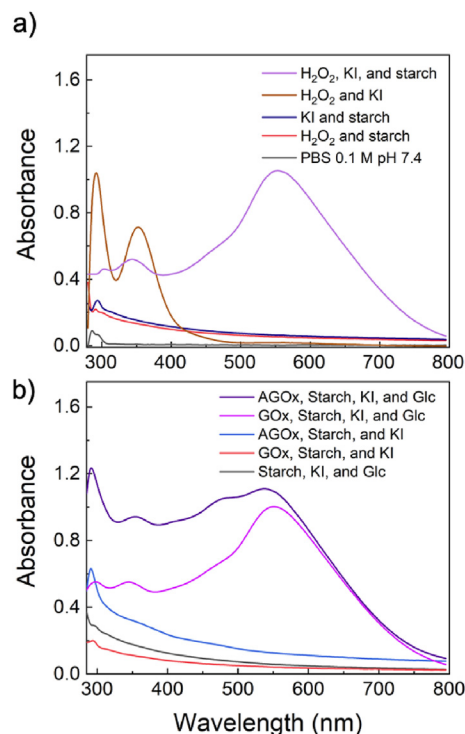 a)
1.6
H₂O₂, KI, and starch
H₂O₂ and KI
KI and starch
H₂O₂ and starch
PBS 0.1 M pH 7.4
1.2
0.8
0.4
0.0
Absorbance
300 400 500 600 700 800
b)
1.6
AGOx, Starch, KI, and Glc
GOx, Starch, KI, and Glc
AGOx, Starch, and KI
GOx, Starch, and KI
Starch, KI, and Glc
1.2
0.8
0.4
0.0
Absorbance
300 400 500 600 700 800
Wavelength (nm)